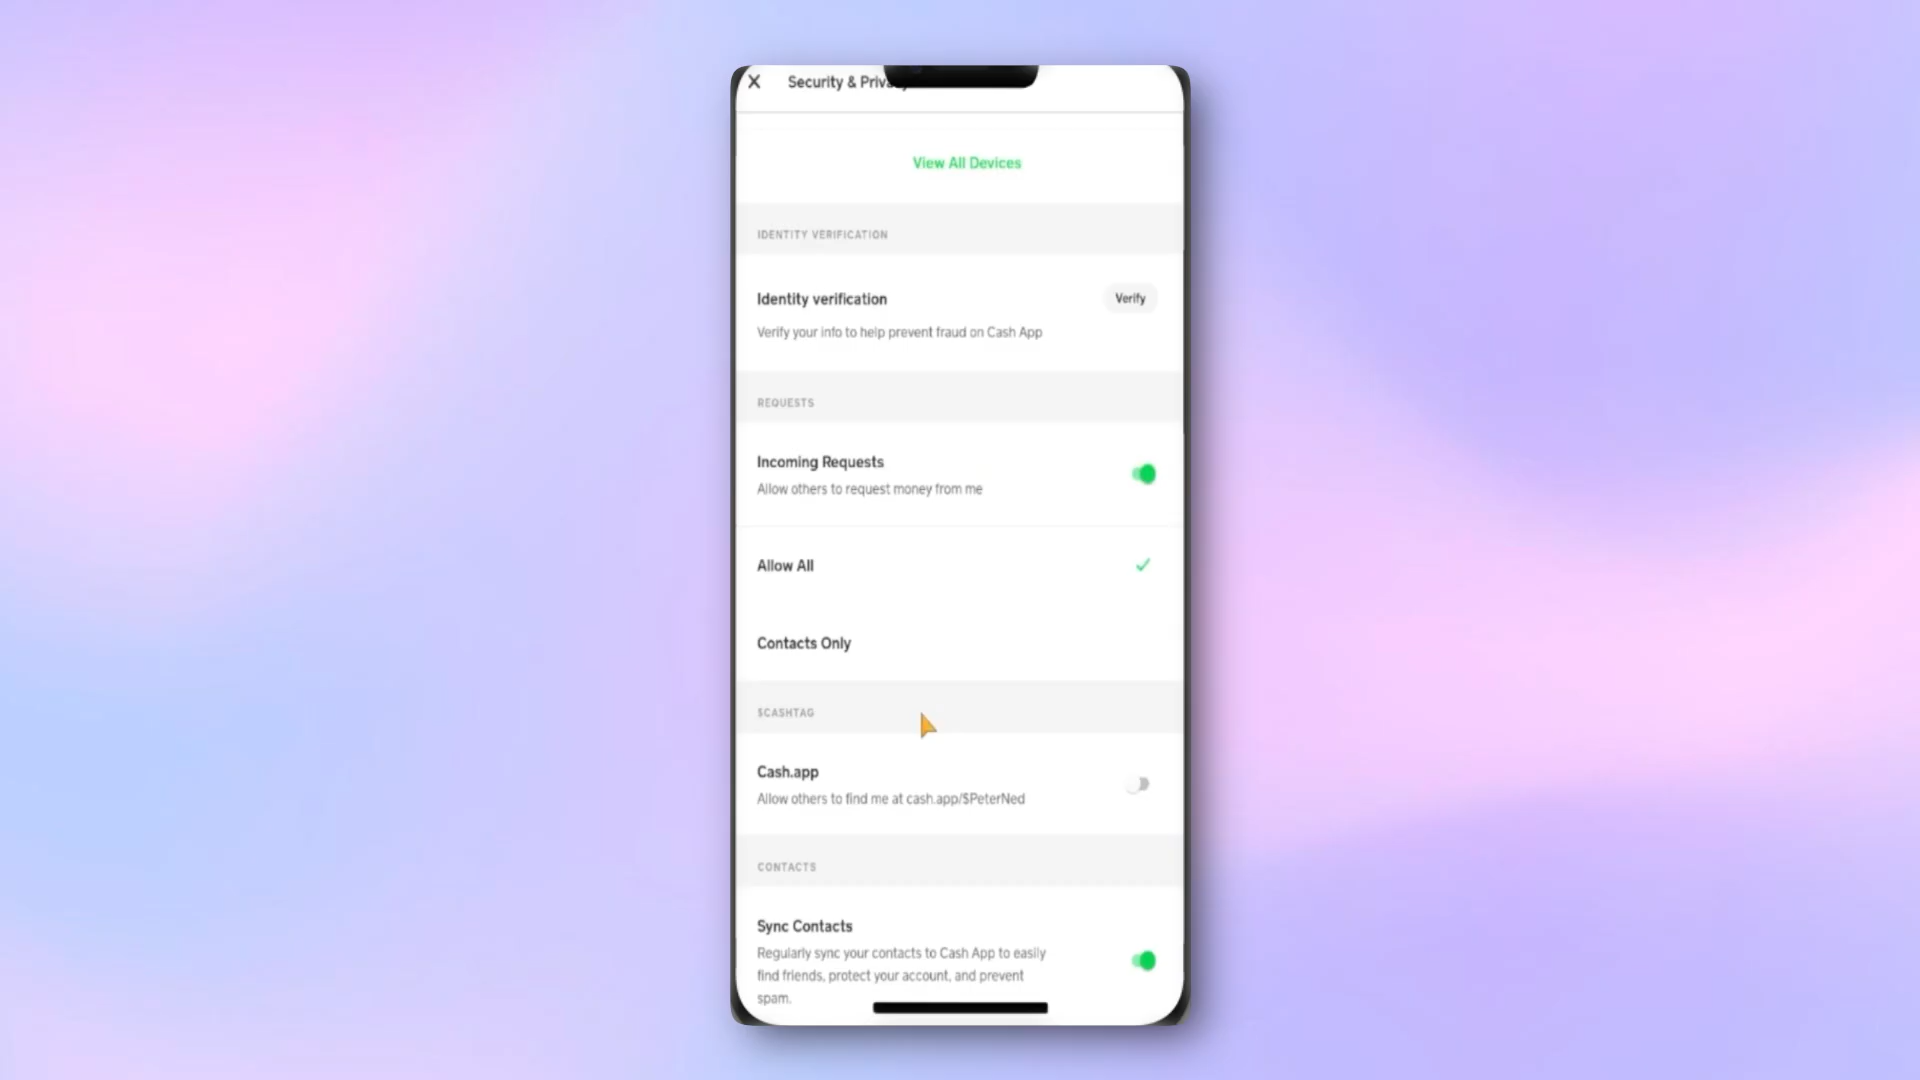 Security & Privacy
View All Devices
IDENTITY VERIFICATION
Identity verification
Verify
Verify your info to help prevent fraud on Cash App
REQUESTS
Incoming Requests
Allow others to request money from me
Allow All
Contacts Only
$CASHTAG
Cash.app
Allow others to find me at cash.app/$PeterNed
CONTACTS
Sync Contacts
Regularly sync your contacts to Cash App to easily
find friends, protect your account, and prevent
spam.